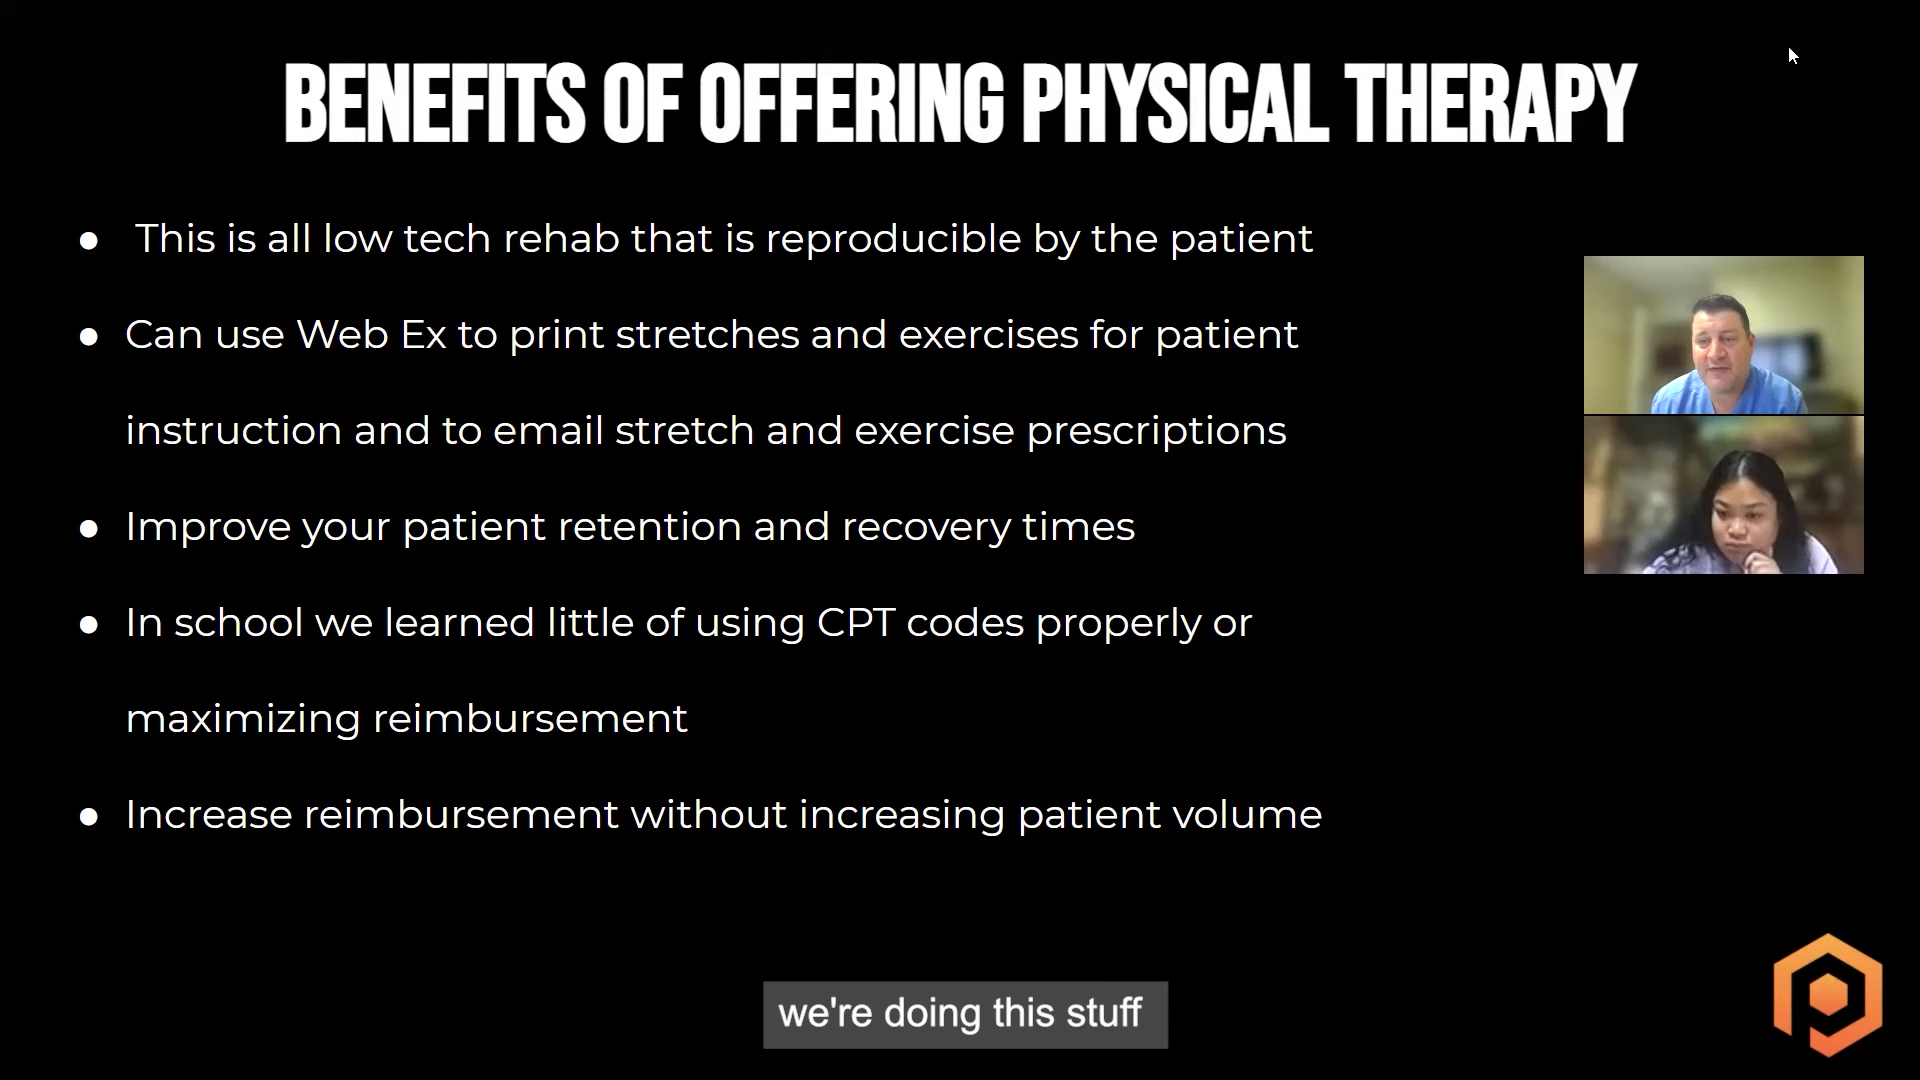 BENEFITS OF OFFERING PHYSICAL THERAPY
● This is all low tech rehab that is reproducible by the patient
● Can use Web Ex to print stretches and exercises for patient
instruction and to email stretch and exercise prescriptions
● Improve your patient retention and recovery times
● In school we learned little of using CPT codes properly or
maximizing reimbursement
● Increase reimbursement without increasing patient volume
we're doing this stuff